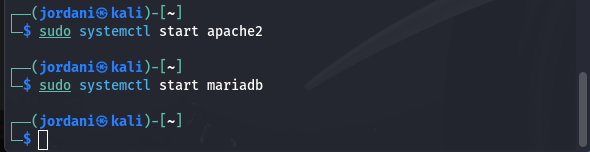 ┌──(jordani㉿kali)-[~]
└─$ sudo systemctl start apache2
┌──(jordani㉿kali)-[~]
└─$ sudo systemctl start mariadb
┌──(jordani㉿kali)-[~]
└─$